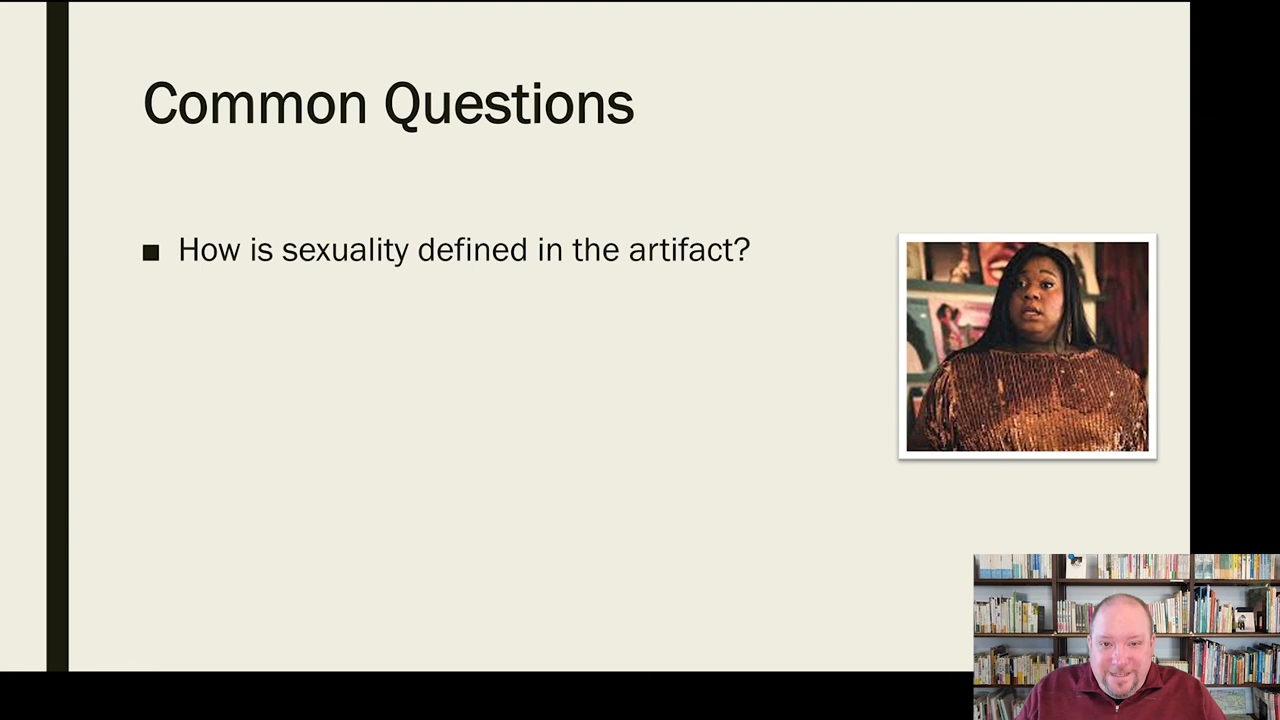 Common Questions
■ How is sexuality defined in the artifact?